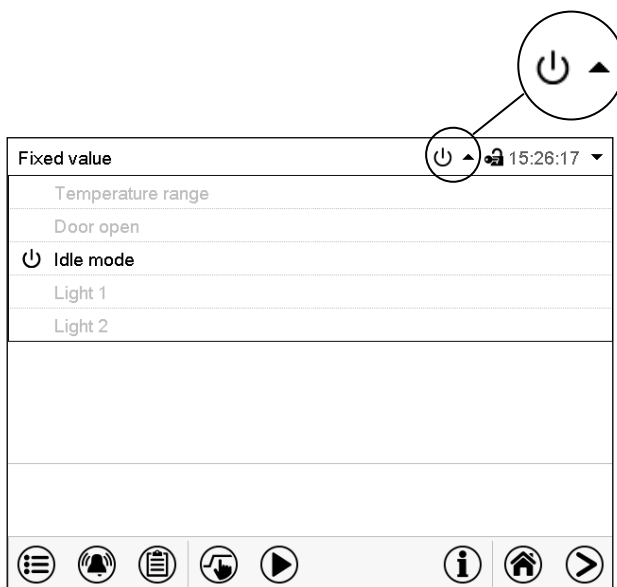 Fixed value 15:26:17
Temperature range
Door open
Idle mode
Light 1
Light 2